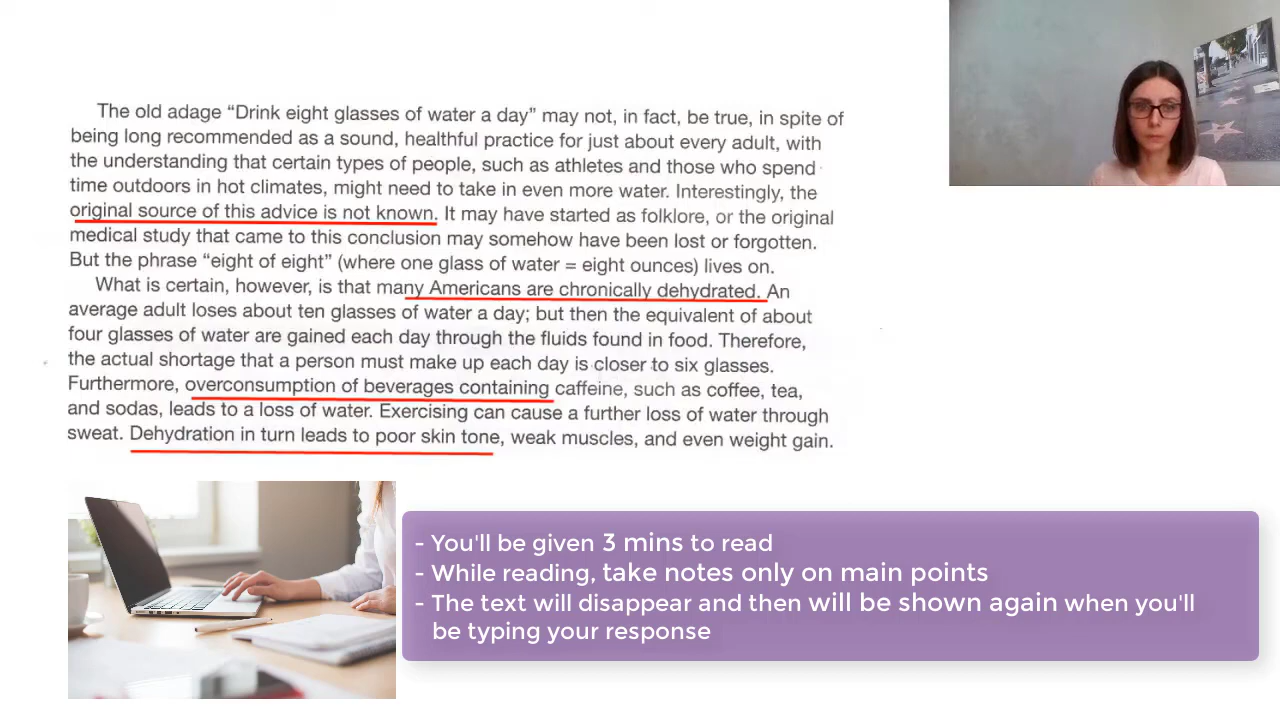 The old adage “Drink eight glasses of water a day” may not, in fact, be true, in spite of
being long recommended as a sound, healthful practice for just about every adult, with
the understanding that certain types of people, such as athletes and those who spend
time outdoors in hot climates, might need to take in even more water. Interestingly, the
original source of this advice is not known. It may have started as folklore, or the original
medical study that came to this conclusion may somehow have been lost or forgotten.
But the phrase “eight of eight” (where one glass of water = eight ounces) lives on.
What is certain, however, is that many Americans are chronically dehydrated. An
average adult loses about ten glasses of water a day; but then the equivalent of about
four glasses of water are gained each day through the fluids found in food. Therefore,
the actual shortage that a person must make up each day is closer to six glasses.
Furthermore, overconsumption of beverages containing caffeine, such as coffee, tea,
and sodas, leads to a loss of water. Exercising can cause a further loss of water through
sweat. Dehydration in turn leads to poor skin tone, weak muscles, and even weight gain.
- You'll be given 3 mins to read
- While reading, take notes only on main points
- The text will disappear and then will be shown again when you'll
be typing your response